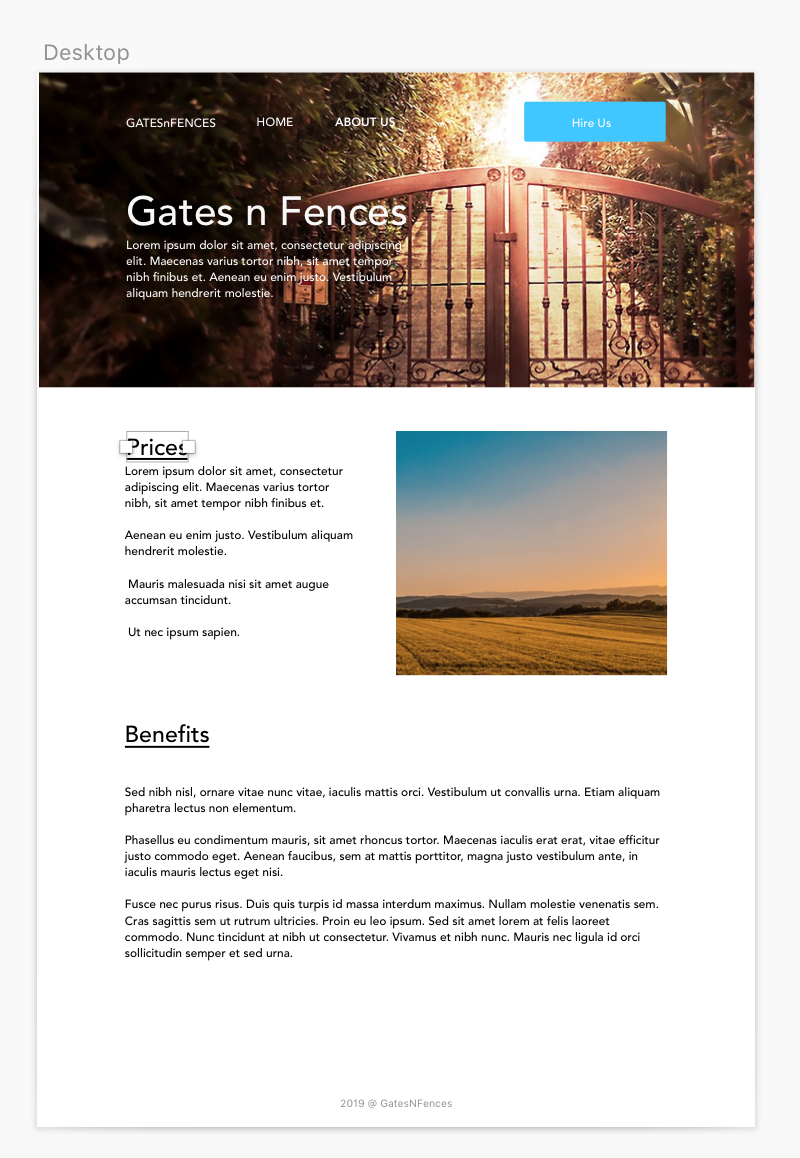 Desktop
GATESnFENCES HOME ABOUT US Hire Us
Gates n Fences
Lorem ipsum dolor sit amet, consectetur adipiscing
elit. Maecenas varius tortor nibh, sit amet tempor
nibh finibus et. Aenean eu enim justo. Vestibulum
aliquam hendrerit molestie.
Prices
Lorem ipsum dolor sit amet, consectetur
adipiscing elit. Maecenas varius tortor
nibh, sit amet tempor nibh finibus et.
Aenean eu enim justo. Vestibulum aliquam
hendrerit molestie.
Mauris malesuada nisi sit amet augue
accumsan tincidunt.
Ut nec ipsum sapien.
Benefits
Sed nibh nisl, ornare vitae nunc vitae, iaculis mattis orci. Vestibulum ut convallis urna. Etiam aliquam
pharetra lectus non elementum.
Phasellus eu condimentum mauris, sit amet rhoncus tortor. Maecenas iaculis erat erat, vitae efficitur
justo commodo eget. Aenean faucibus, sem at mattis porttitor, magna justo vestibulum ante, in
iaculis mauris lectus eget nisi.
Fusce nec purus risus. Duis quis turpis id massa interdum maximus. Nullam molestie venenatis sem.
Cras sagittis sem ut rutrum ultricies. Proin eu leo ipsum. Sed sit amet lorem at felis laoreet
commodo. Nunc tincidunt at nibh ut consectetur. Vivamus et nibh nunc. Mauris nec ligula id orci
sollicitudin semper et sed urna.
2019 @ GatesNFences